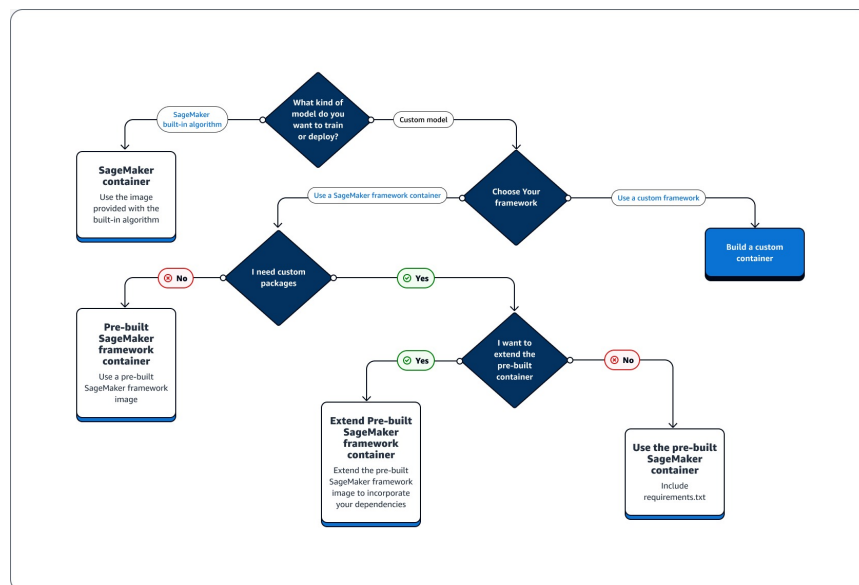 What kind of
model do you
want to train
or deploy?
SageMaker
built-in algorithm
Custom model
SageMaker
container
Use the image
provided with the
built-in algorithm
Choose Your
framework
Use a SageMaker framework container
Use a custom framework
Build a custom
container
I need custom
packages
No
Yes
Pre-built
SageMaker
framework
container
Use a pre-built
SageMaker framework
image
I want to
extend the
pre-built
container
Yes
No
Extend Pre-built
SageMaker
framework
container
Extend the pre-built
SageMaker framework
image to incorporate
your dependencies
Use the pre-built
SageMaker
container
Include
requirements.txt